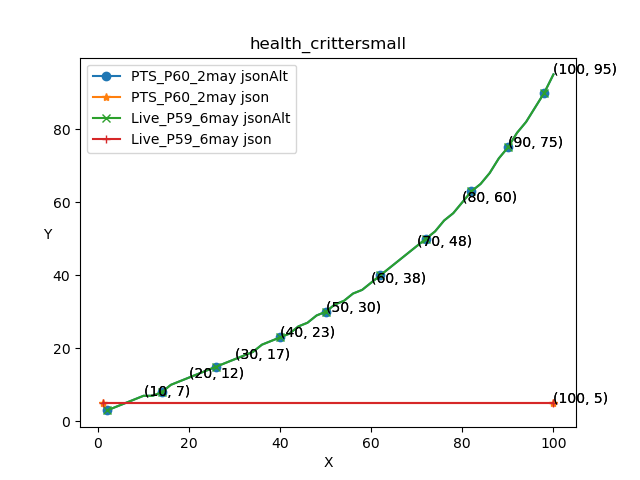 health_crittersmall
PTS_P60_2may jsonAlt
PTS_P60_2may json
Live_P59_6may jsonAlt
Live_P59_6may json
(100, 95)
(90, 75)
(80, 60)
(70, 48)
(60, 38)
(50, 30)
(40, 23)
(30, 17)
(20, 12)
(10, 7)
(100, 5)
Y
80
60
40
20
0
0 20 40 60 80 100
X